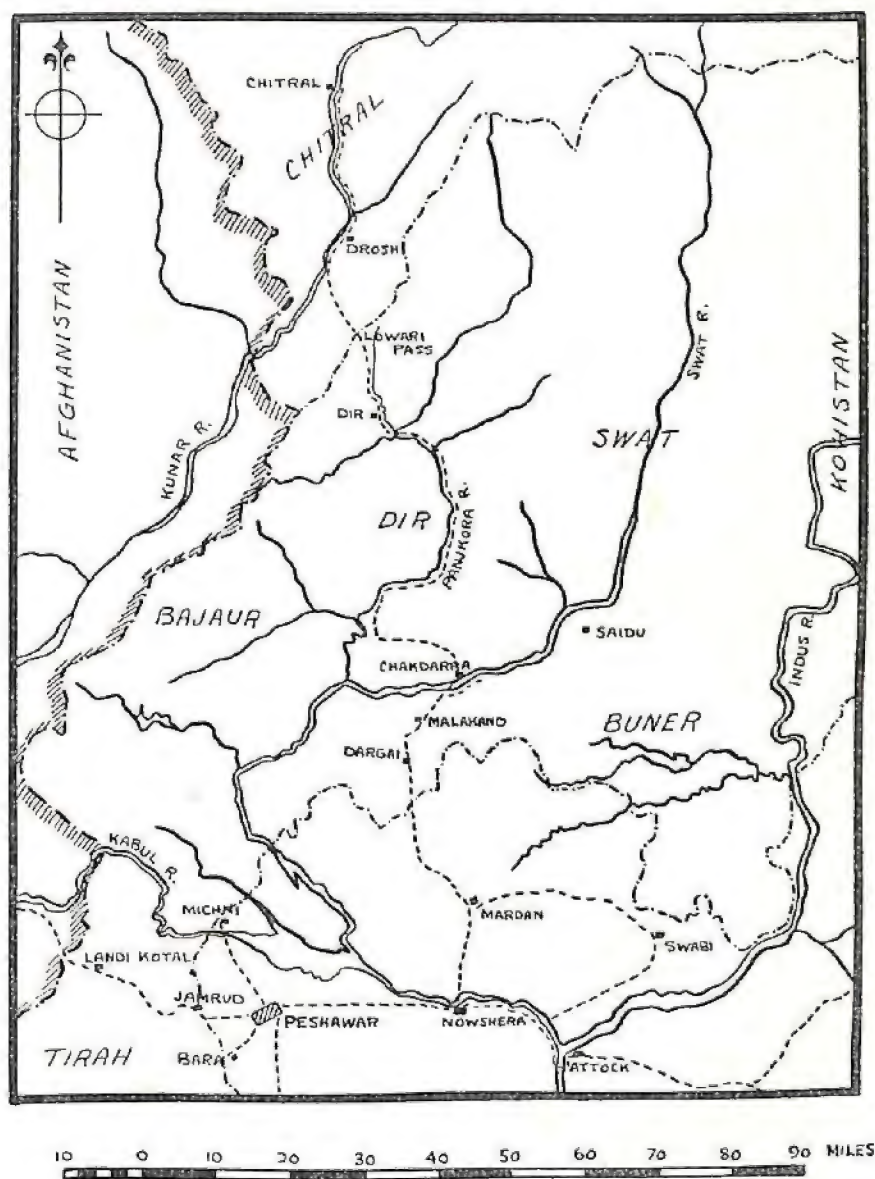 CHITRAL
CHITRAL
DROSH
AFGHANISTAN
LOWARI
PASS
SWAT R.
KOHISTAN
DIR
KUNAR R.
SWAT
DIR
PANJKORA R.
BAJAUR
SAIDU
INDUS R.
CHAKDARRA
MALAKAND
BUNER
DARGAI
KABUL R.
MICHNI
MARDAN
SWABI
LANDI KOTAL
JAMRUD
PESHAWAR
NOWSHERA
TIRAH
BARA
ATTOCK
10 0 10 20 30 40 50 60 70 80 90 MILES